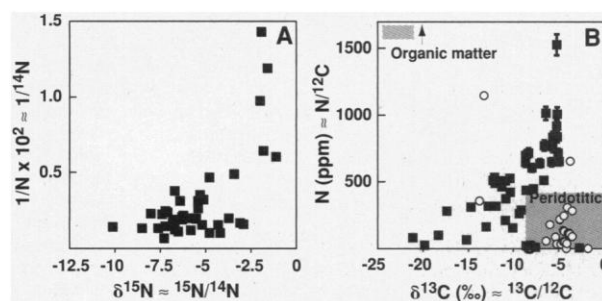 A
1.5
1.0
0.5
1/N x 10² ≈ 1/¹⁴N
-12.5 -10 -7.5 -5 -2.5 0
δ¹⁵N ≈ ¹⁵N/¹⁴N
B
Organic matter
1500
1000
500
0
N (ppm) ≈ N/¹²C
Peridotitic
-25 -20 -15 -10 -5 0
δ¹³C (‰) ≈ ¹³C/¹²C